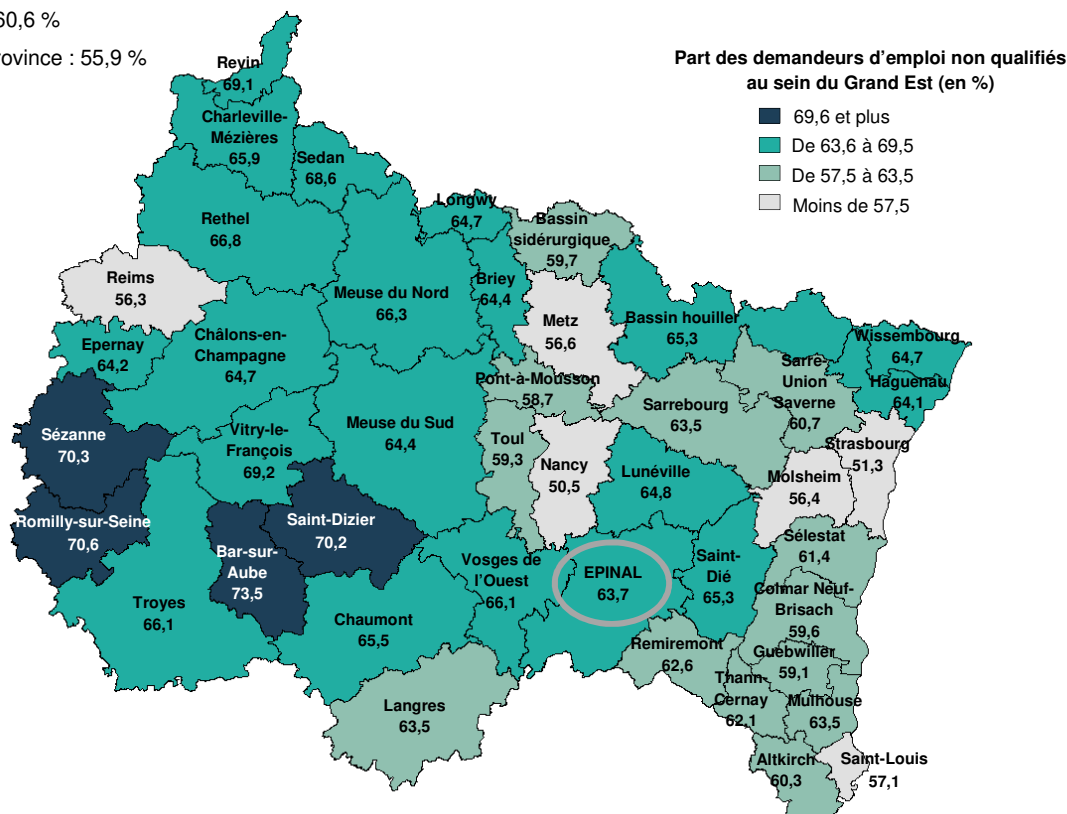 60,6 %
rovince : 55,9 %
Part des demandeurs d'emploi non qualifiés
au sein du Grand Est (en %)
69,6 et plus
De 63,6 à 69,5
De 57,5 à 63,5
Moins de 57,5
Revin
69,1
Charleville-
Mézières
65,9
Sedan
68,6
Rethel
66,8
Longwy
64,7
Bassin
sidérurgique
59,7
Reims
56,3
Meuse du Nord
66,3
Briey
64,4
Metz
56,6
Bassin houiller
65,3
Wissembourg
64,7
Epernay
64,2
Châlons-en-
Champagne
64,7
Pont-à-Mousson
58,7
Sarrebourg
63,5
Sarre-
Union
Saverne
60,7
Haguenau
64,1
Sézanne
70,3
Vitry-le-
François
69,2
Meuse du Sud
64,4
Toul
59,3
Nancy
50,5
Lunéville
64,8
Molsheim
56,4
Strasbourg
51,3
Romilly-sur-Seine
70,6
Saint-Dizier
70,2
Bar-sur-
Aube
73,5
Vosges de
l'Ouest
66,1
EPINAL
63,7
Saint-
Dié
65,3
Sélestat
61,4
Troyes
66,1
Chaumont
65,5
Colmar Neuf-
Brisach
59,6
Remiremont
62,6
Guebwiller
59,1
Langres
63,5
Thann-
Cernay
62,1
Mulhouse
63,5
Altkirch
60,3
Saint-Louis
57,1